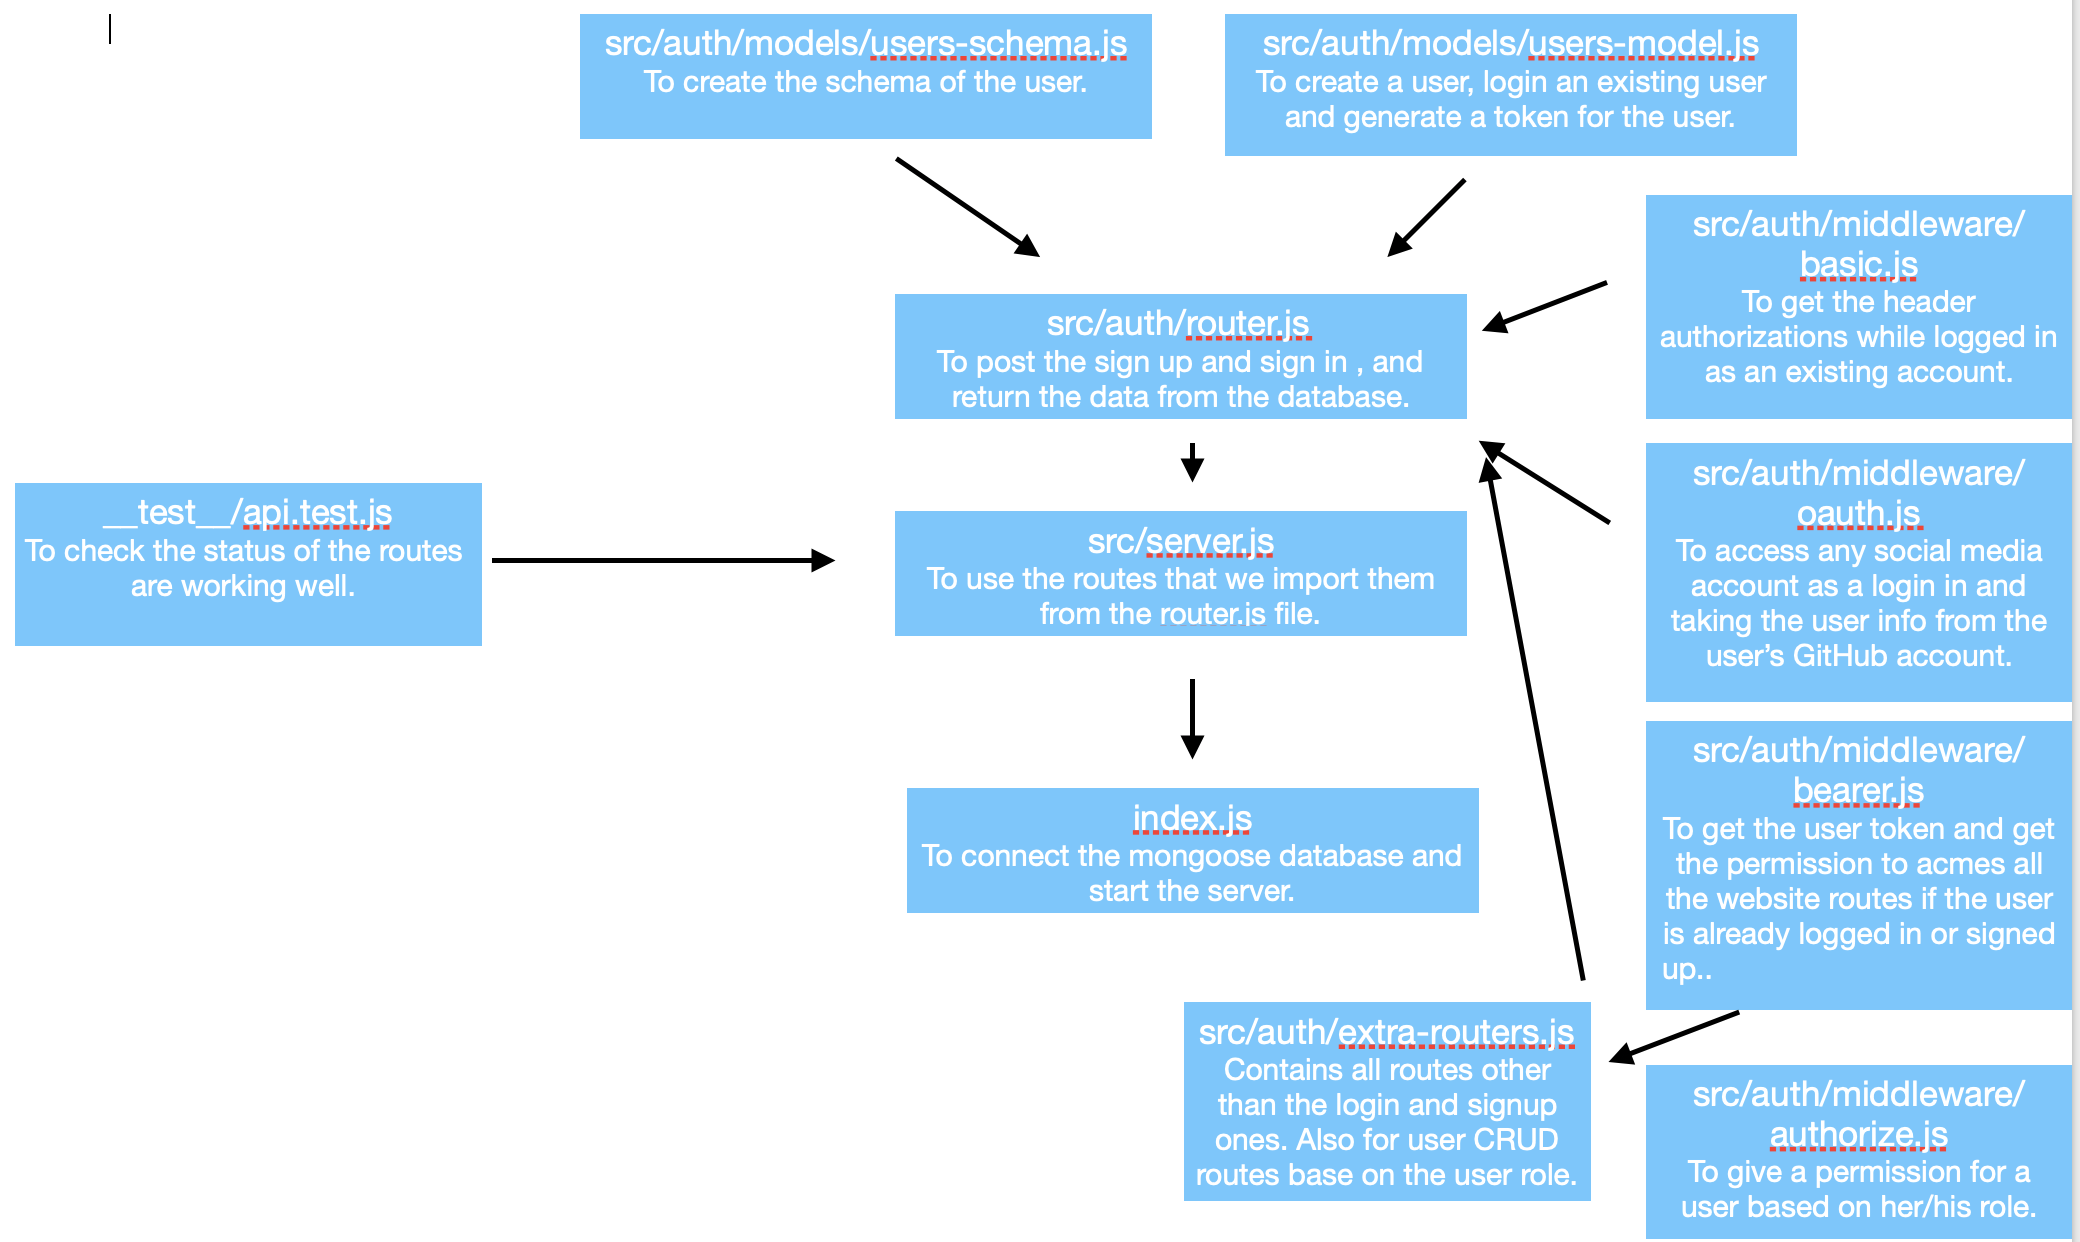 src/auth/models/users-schema.js
To create the schema of the user.
src/auth/models/users-model.js
To create a user, login an existing user
and generate a token for the user.
src/auth/middleware/
basic.js
To get the header
authorizations while logged in
as an existing account.
src/auth/router.js
To post the sign up and sign in , and
return the data from the database.
src/auth/middleware/
oauth.js
To access any social media
account as a login in and
taking the user info from the
user’s GitHub account.
__test__/api.test.js
To check the status of the routes
are working well.
src/server.js
To use the routes that we import them
from the router.js file.
src/auth/middleware/
bearer.js
To get the user token and get
the permission to acmes all
the website routes if the user
is already logged in or signed
up..
index.js
To connect the mongoose database and
start the server.
src/auth/extra-routers.js
Contains all routes other
than the login and signup
ones. Also for user CRUD
routes base on the user role.
src/auth/middleware/
authorize.js
To give a permission for a
user based on her/his role.